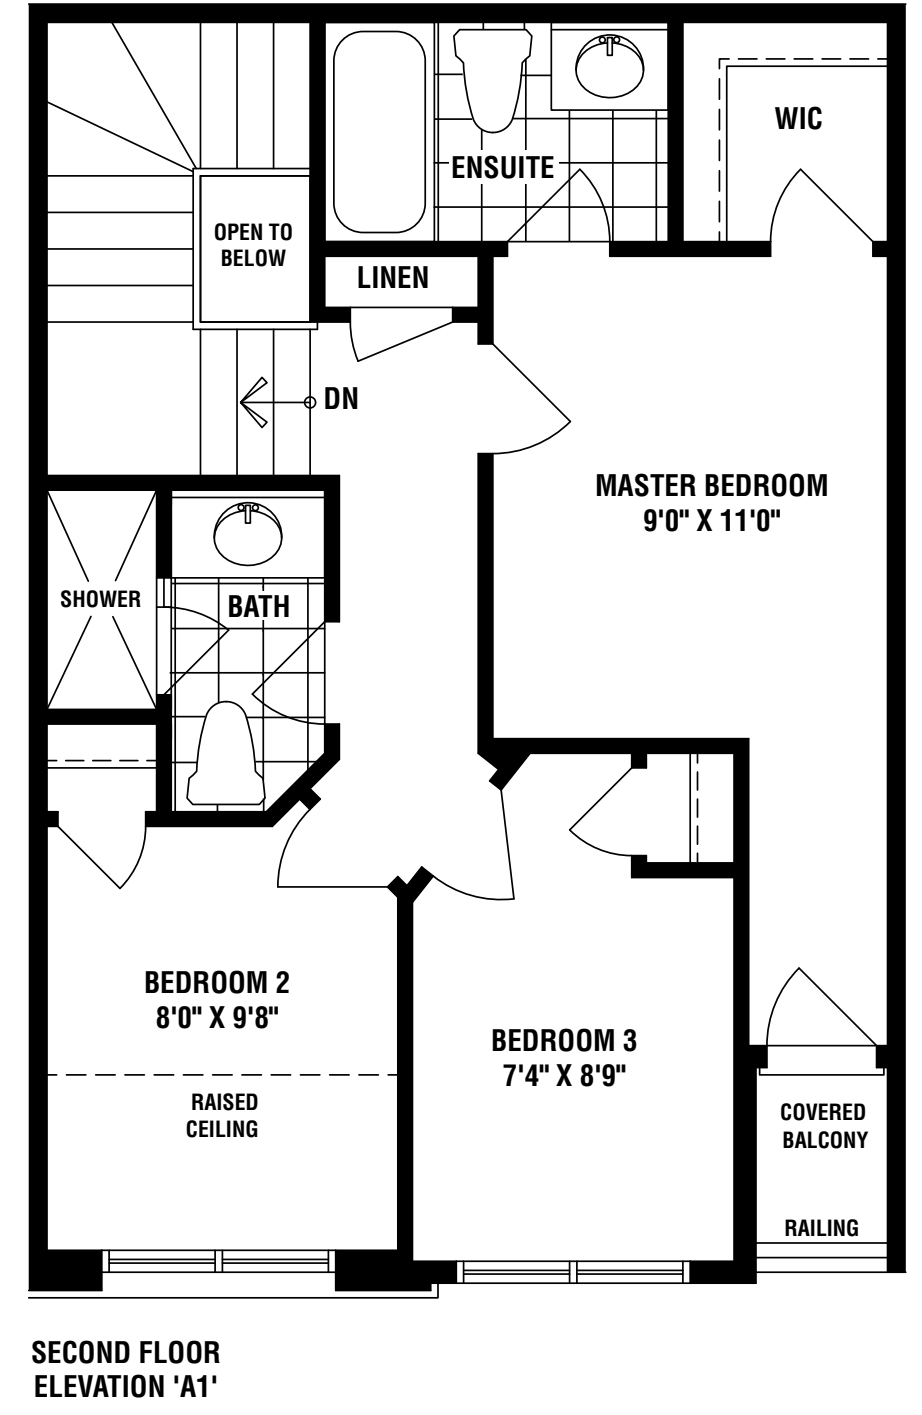 WIC
ENSUITE
OPEN TO
BELOW
LINEN
DN
MASTER BEDROOM
9'0" X 11'0"
SHOWER
BATH
BEDROOM 2
8'0" X 9'8"
BEDROOM 3
7'4" X 8'9"
RAISED
CEILING
COVERED
BALCONY
RAILING
SECOND FLOOR
ELEVATION 'A1'